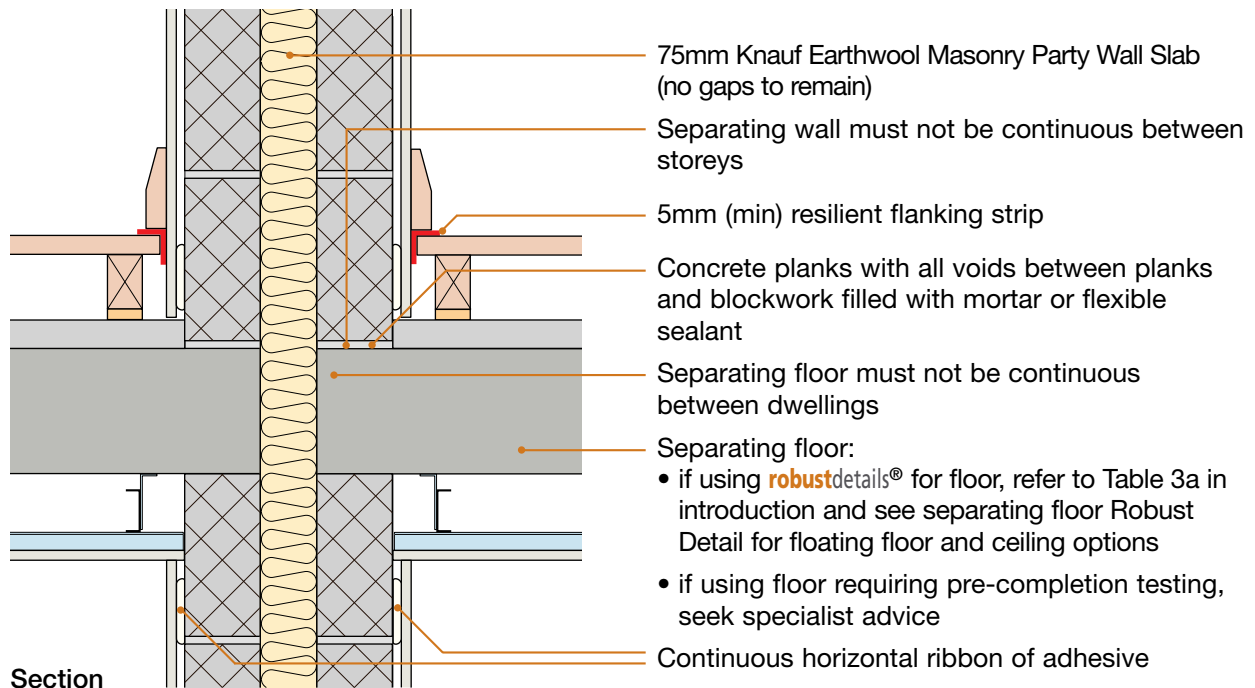 75mm Knauf Earthwool Masonry Party Wall Slab
(no gaps to remain)
Separating wall must not be continuous between
storeys
5mm (min) resilient flanking strip
Concrete planks with all voids between planks
and blockwork filled with mortar or flexible
sealant
Separating floor must not be continuous
between dwellings
Separating floor:
• if using robustdetails® for floor, refer to Table 3a in
introduction and see separating floor Robust
Detail for floating floor and ceiling options
• if using floor requiring pre-completion testing,
seek specialist advice
Continuous horizontal ribbon of adhesive
Section